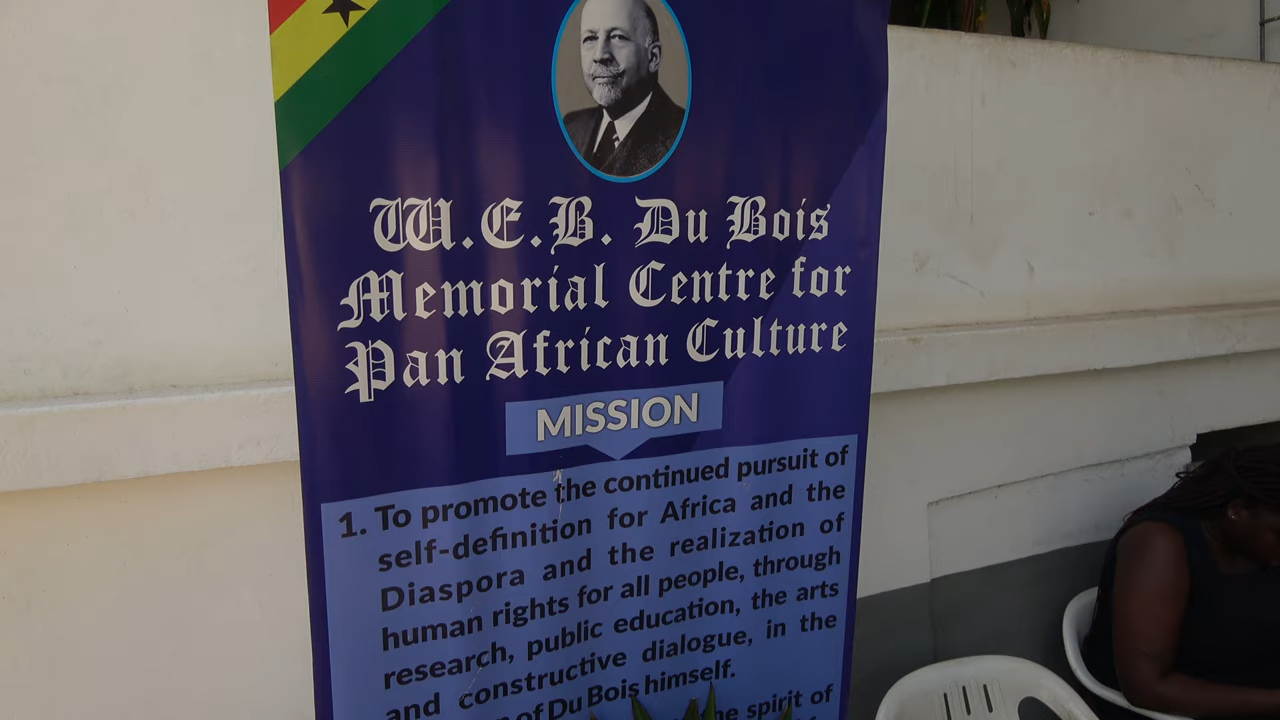 W.E.B. Du Bois
Memorial Centre for
Pan African Culture
MISSION
1. To promote the continued pursuit of
self-definition for Africa and the
Diaspora and the realization of
human rights for all people, through
research, public education, the arts
and constructive dialogue, in the
of Du Bois himself.
spirit of